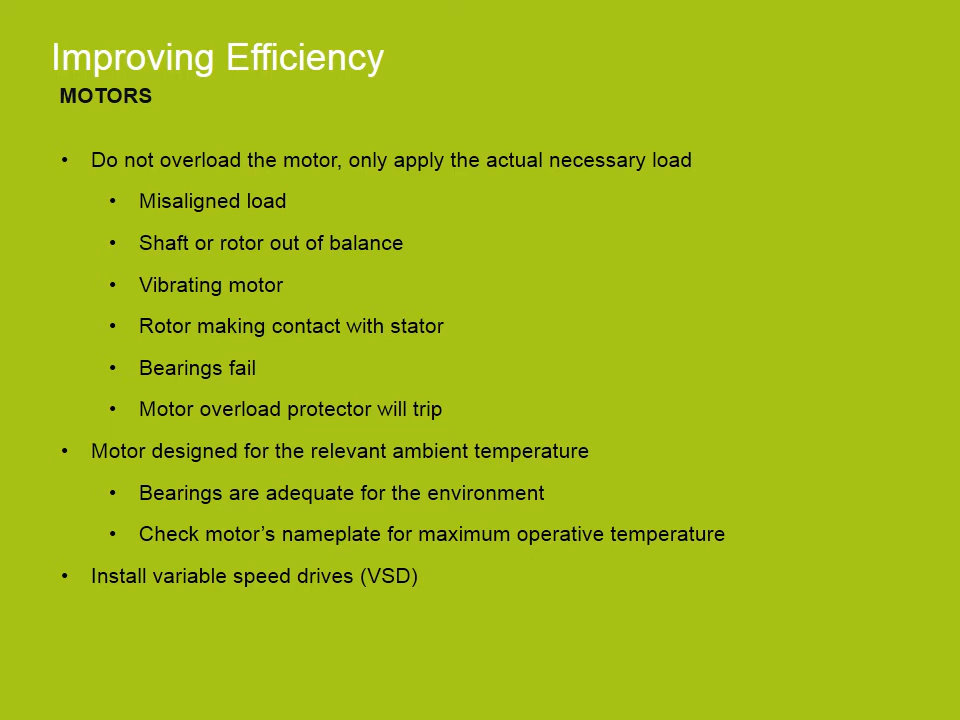 Improving Efficiency
MOTORS
• Do not overload the motor, only apply the actual necessary load
• Misaligned load
• Shaft or rotor out of balance
• Vibrating motor
• Rotor making contact with stator
• Bearings fail
• Motor overload protector will trip
• Motor designed for the relevant ambient temperature
• Bearings are adequate for the environment
• Check motor’s nameplate for maximum operative temperature
• Install variable speed drives (VSD)